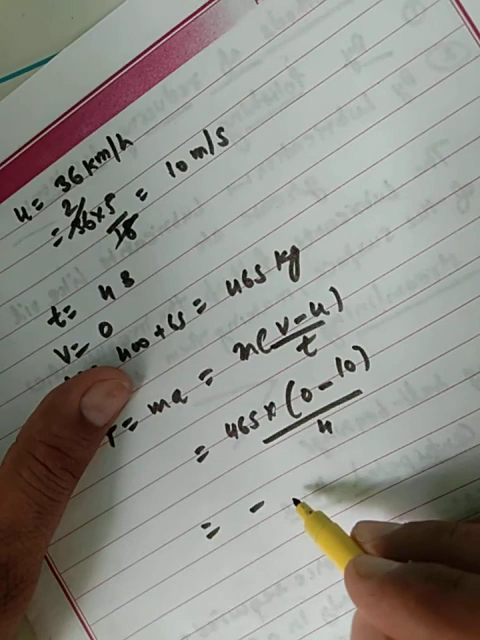 u = 36 km/h
= 36 × 5 / 18 = 10 m/s
t = 4 s
v = 0
400 + 65 = 465 kg
F = ma = m(v - u) / t
= 465 × (0 - 10) / 4
= -